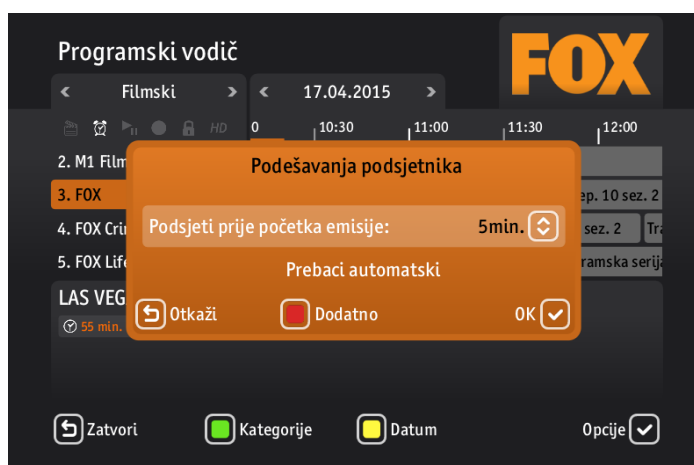 Programski vodič
FOX
< Filmski > < 17.04.2015 >
HD 0 10:30 11:00 11:30 12:00
2. M1 Film
Podešavanja podsjetnika
3. FOX ep. 10 sez. 2
4. FOX Cri sez. 2 Tra
Podsjeti prije početka emisije: 5min.
5. FOX Life ramska serij
Prebaci automatski
LAS VEG
Otkaži Dodatno OK
55 min.
Zatvori Kategorije Datum Opcije